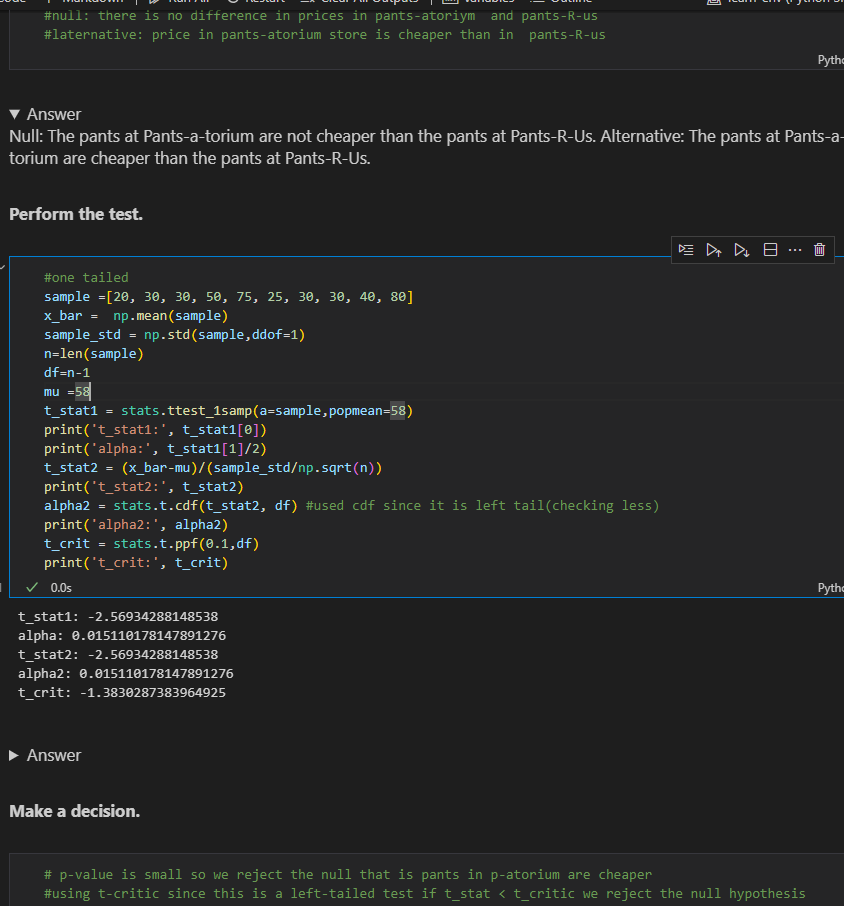 Markdown Run All Restart Clear All Outputs Variables Outline
#null: there is no difference in prices in pants-atoriym  and pants-R-us
#laternative: price in pants-atorium store is cheaper than in  pants-R-us
▼ Answer
Null: The pants at Pants-a-torium are not cheaper than the pants at Pants-R-Us. Alternative: The pants at Pants-a-
torium are cheaper than the pants at Pants-R-Us.
Perform the test.
#one tailed
sample =[20, 30, 30, 50, 75, 25, 30, 30, 40, 80]
x_bar =  np.mean(sample)
sample_std = np.std(sample,ddof=1)
n=len(sample)
df=n-1
mu =58
t_stat1 = stats.ttest_1samp(a=sample,popmean=58)
print('t_stat1:', t_stat1[0])
print('alpha:', t_stat1[1]/2)
t_stat2 = (x_bar-mu)/(sample_std/np.sqrt(n))
print('t_stat2:', t_stat2)
alpha2 = stats.t.cdf(t_stat2, df) #used cdf since it is left tail(checking less)
print('alpha2:', alpha2)
t_crit = stats.t.ppf(0.1,df)
print('t_crit:', t_crit)
0.0s
t_stat1: -2.56934288148538
alpha: 0.015110178147891276
t_stat2: -2.56934288148538
alpha2: 0.015110178147891276
t_crit: -1.3830287383964925
▶ Answer
Make a decision.
# p-value is small so we reject the null that is pants in p-atorium are cheaper
#using t-critic since this is a left-tailed test if t_stat < t_critic we reject the null hypothesis